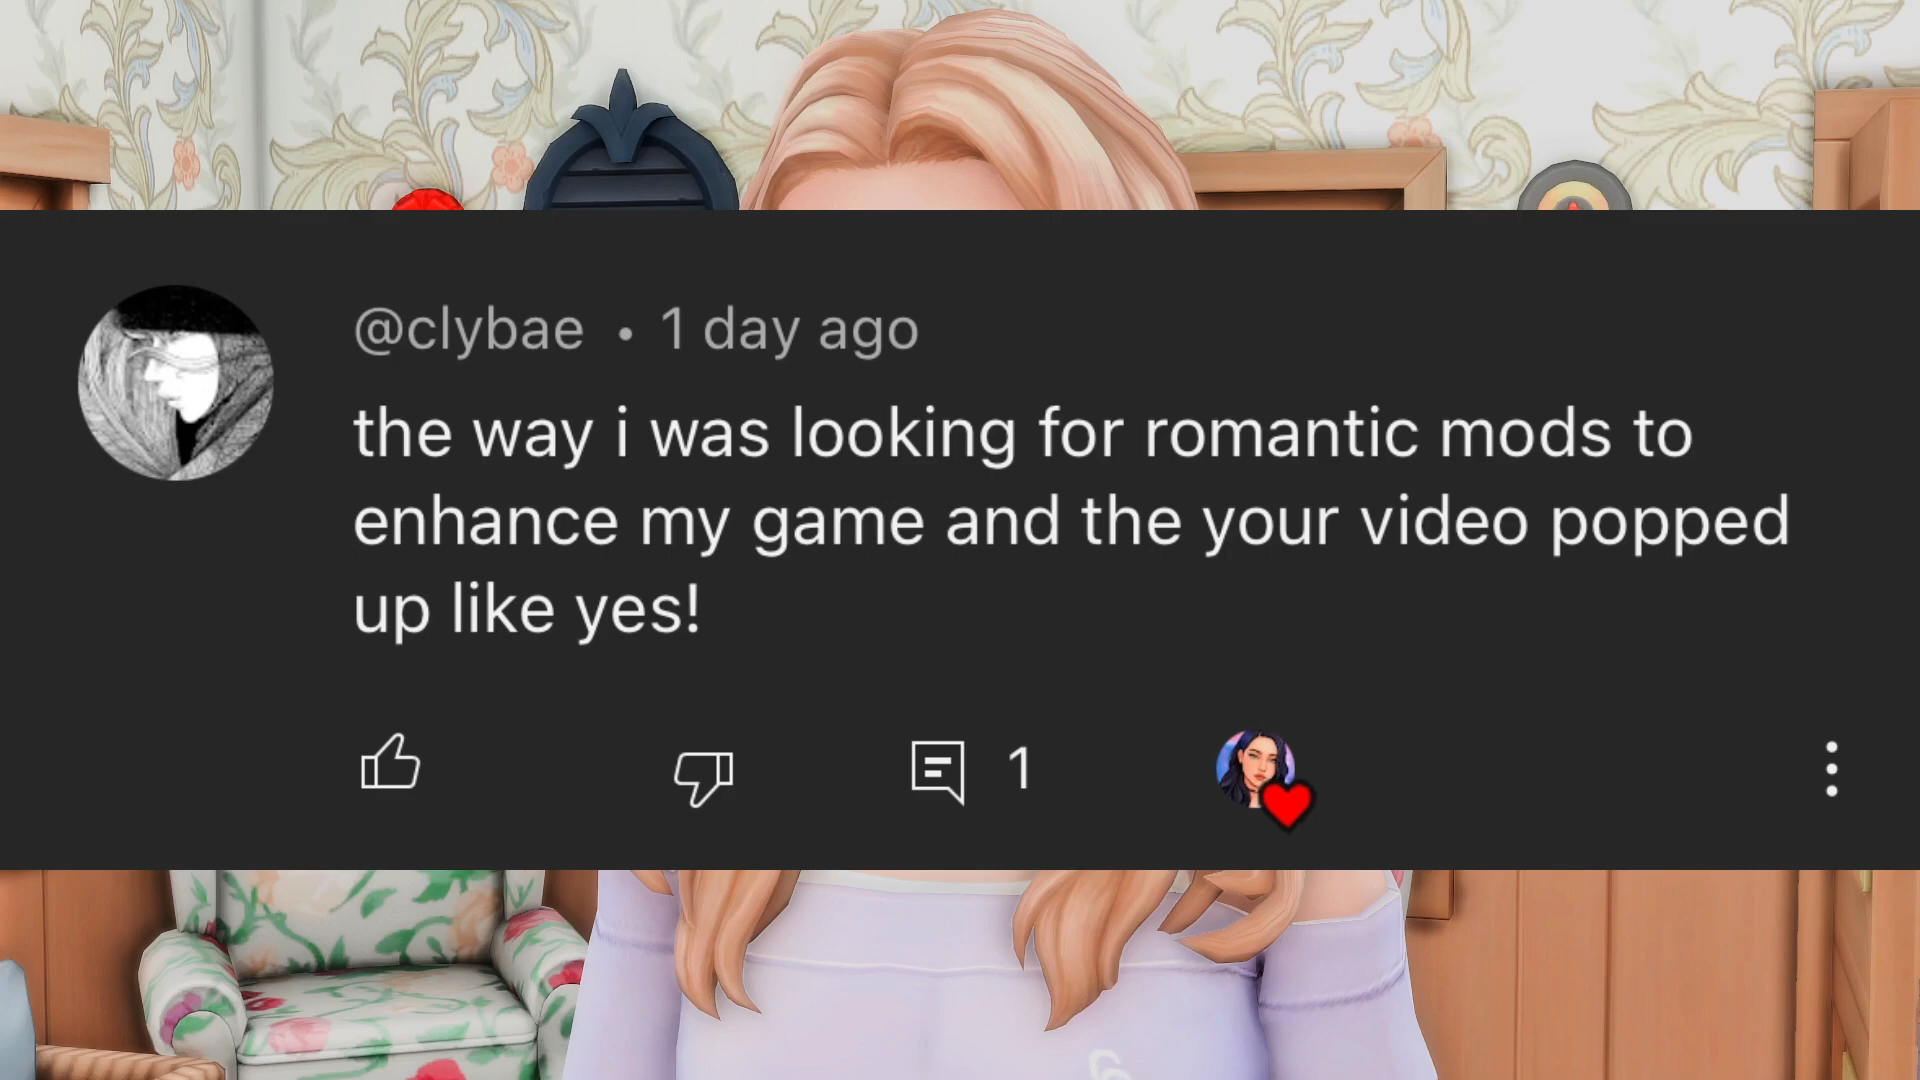 @clybae • 1 day ago
the way i was looking for romantic mods to
enhance my game and the your video popped
up like yes!
1